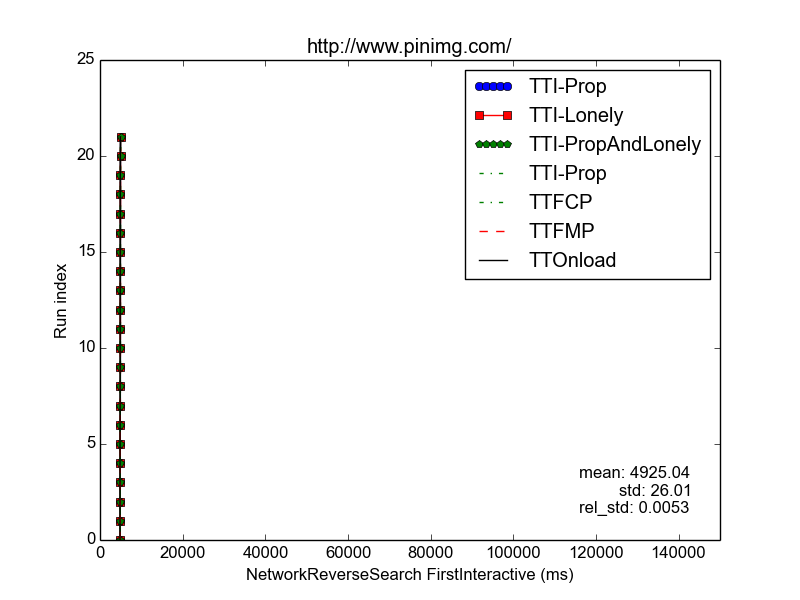 http://www.pinimg.com/
25
20
15
10
5
0
Run index
TTI-Prop
TTI-Lonely
TTI-PropAndLonely
TTI-Prop
TTFCP
TTFMP
TTOnload
mean: 4925.04
std: 26.01
rel_std: 0.0053
0 20000 40000 60000 80000 100000 120000 140000
NetworkReverseSearch FirstInteractive (ms)